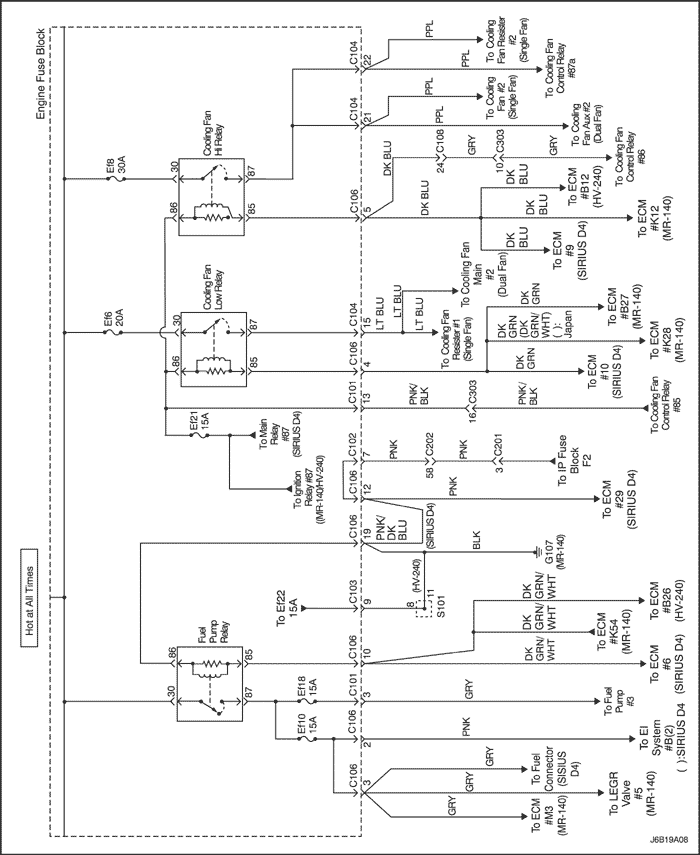 Engine Fuse Block
Hot at All Times
Ef8
30A
Cooling Fan
Hi Relay
30
87
86
85
C104
22
PPL
To Cooling
Fan Resister
#2
(Single Fan)
PPL
To Cooling Fan
Control Relay
#87a
C104
21
PPL
To Cooling
Fan #2
(Single Fan)
PPL
To Cooling
Fan Aux #2
(Dual Fan)
C106
5
DK BLU
24
C108
GRY
10
C303
GRY
To Cooling Fan
Control Relay
#86
DK BLU
DK
BLU
To ECM
#B12
(HV-240)
DK
BLU
To ECM
#K12
(MR-140)
DK
BLU
To ECM
#9
(SIRIUS D4)
Ef6
20A
Cooling Fan
Low Relay
30
87
86
85
C104
15
LT BLU
LT BLU
To Cooling Fan
Main
#2
(Dual Fan)
LT BLU
To Cooling Fan
Resister #1
(Single Fan)
C106
4
DK
GRN
To ECM
#B27
(MR-140)
DK
GRN
(DK
GRN/
WHT)
( ):
Japan
To ECM
#K28
(MR-140)
DK
GRN
To ECM
#10
(SIRIUS D4)
C101
13
PNK/
BLK
16
C303
PNK/
BLK
To Cooling Fan
Control Relay
#85
Ef21
15A
To Main
Relay
#87
(SIRIUS D4)
To Ignition
Relay #87
((MR-140/HV-240)
C102
7
PNK
58
C202
PNK
3
C201
To IP Fuse
Block
F2
C106
12
PNK
To ECM
#29
(SIRIUS D4)
C106
19
PNK/
DK
BLU
(SIRIUS D4)
BLK
G107
(MR-140)
(HV-240)
To Ef22
15A
C103
9
8
11
S101
Fuel
Pump
Relay
86
85
30
87
C106
10
DK
GRN/
WHT
To ECM
#B26
(HV-240)
DK
GRN/
WHT
To ECM
#K54
(MR-140)
DK
GRN/
WHT
To ECM
#6
(SIRIUS D4)
Ef18
15A
C101
3
GRY
To Fuel
Pump
#3
Ef10
15A
C106
2
PNK
To EI
System
#B(2)
( ):SIRIUS D4
C106
3
GRY
To Fuel
Connector
(SISIUS
D4)
GRY
To LEGR
Valve
#5
(MR-140)
GRY
To ECM
#M3
(MR-140)
J6B19A08